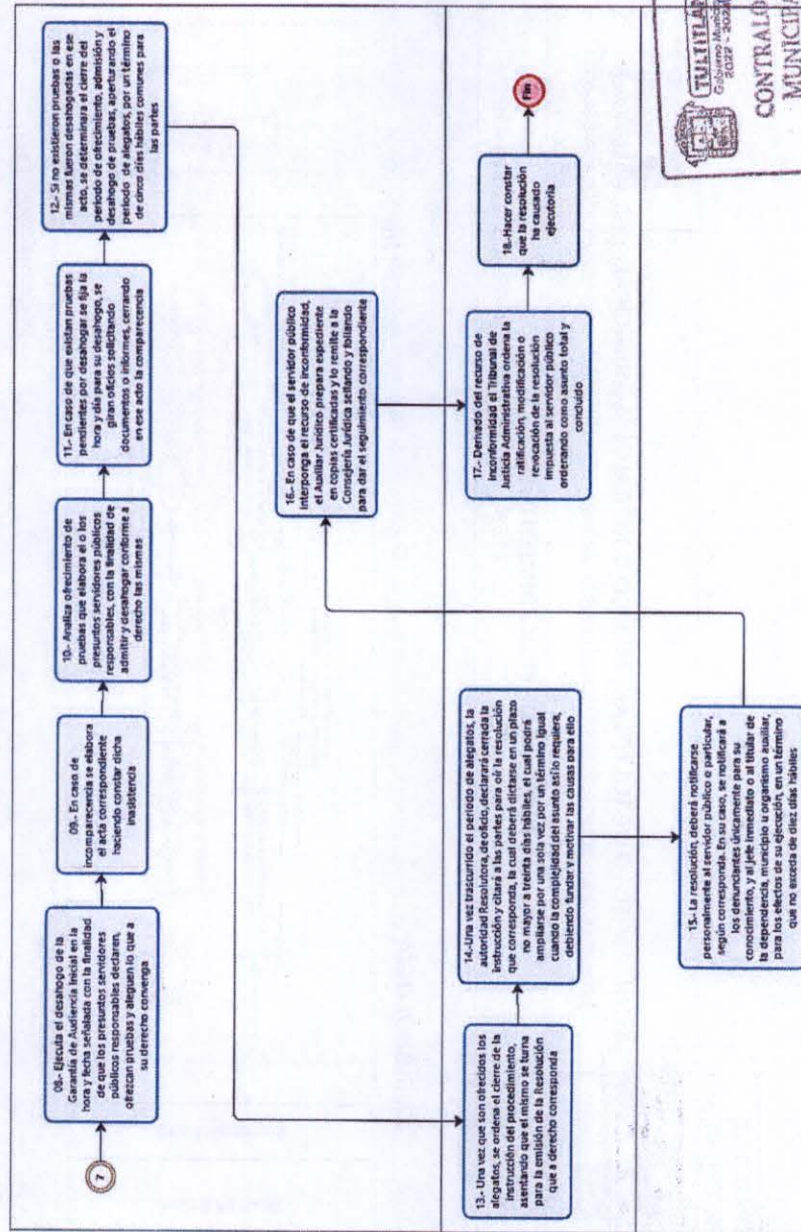 7
08.- Ejecuta el desahogo de la
Garantía de Audiencia Inicial en la
hora y fecha señalada con la finalidad
de que los presuntos servidores
públicos responsables declaren,
ofrezcan pruebas y aleguen lo que a
su derecho convenga
09.- En caso de
incomparecencia se elabora
el acta correspondiente
haciendo constar dicha
inasistencia
10.- Analiza ofrecimiento de
pruebas que elabora el o los
presuntos servidores públicos
responsables, con la finalidad de
admitir y desahogar conforme a
derecho las mismas
11.- En caso de que existan pruebas
pendientes por desahogar se fija la
hora y día para su desahogo, se
giran oficios solicitando
documentos o informes, cerrando
en ese acto la comparecencia
12.- Si no existieron pruebas o las
mismas fueron desahogadas en ese
acto, se determinara el cierre del
periodo de ofrecimiento, admisión y
desahogo de pruebas, aperturando el
periodo de alegatos, por un término
de cinco días hábiles comunes para
las partes
13.- Una vez que son ofrecidos los
alegatos, se ordena el cierre de la
instrucción del procedimiento,
asentando que el mismo se turna
para la emisión de la Resolución
que a derecho corresponda
14.-Una vez trascurrido el periodo de alegatos, la
autoridad Resolutora, de oficio, declarará cerrada la
instrucción y citará a las partes para oír la resolución
que corresponda, la cual deberá dictarse en un plazo
no mayor a treinta días hábiles, el cual podrá
ampliarse por una sola vez por un término igual
cuando la complejidad del asunto así lo requiera,
debiendo fundar y motivar las causas para ello
15.- La resolución, deberá notificarse
personalmente al servidor público o particular,
según corresponda. En su caso, se notificará a
los denunciantes únicamente para su
conocimiento, y al jefe inmediato o al titular de
la dependencia, municipio u organismo auxiliar,
para los efectos de su ejecución, en un término
que no exceda de diez días hábiles
16.- En caso de que el servidor público
interponga el recurso de inconformidad,
el Auxiliar Jurídico prepara expediente
en copias certificadas y lo remite a la
Consejería Jurídica sellando y foliando
para dar el seguimiento correspondiente
17.- Derivado del recurso de
inconformidad el Tribunal de
Justicia Administrativa ordena la
ratificación, modificación o
revocación de la resolución
impuesta al servidor público
ordenando como asunto total y
concluido
18.-Hacer constar
que la resolución
ha causado
ejecutoria
Fin
TULTITLAN
Gobierno Municipal
2022 - 2024
CONTRALO
MUNICIPA